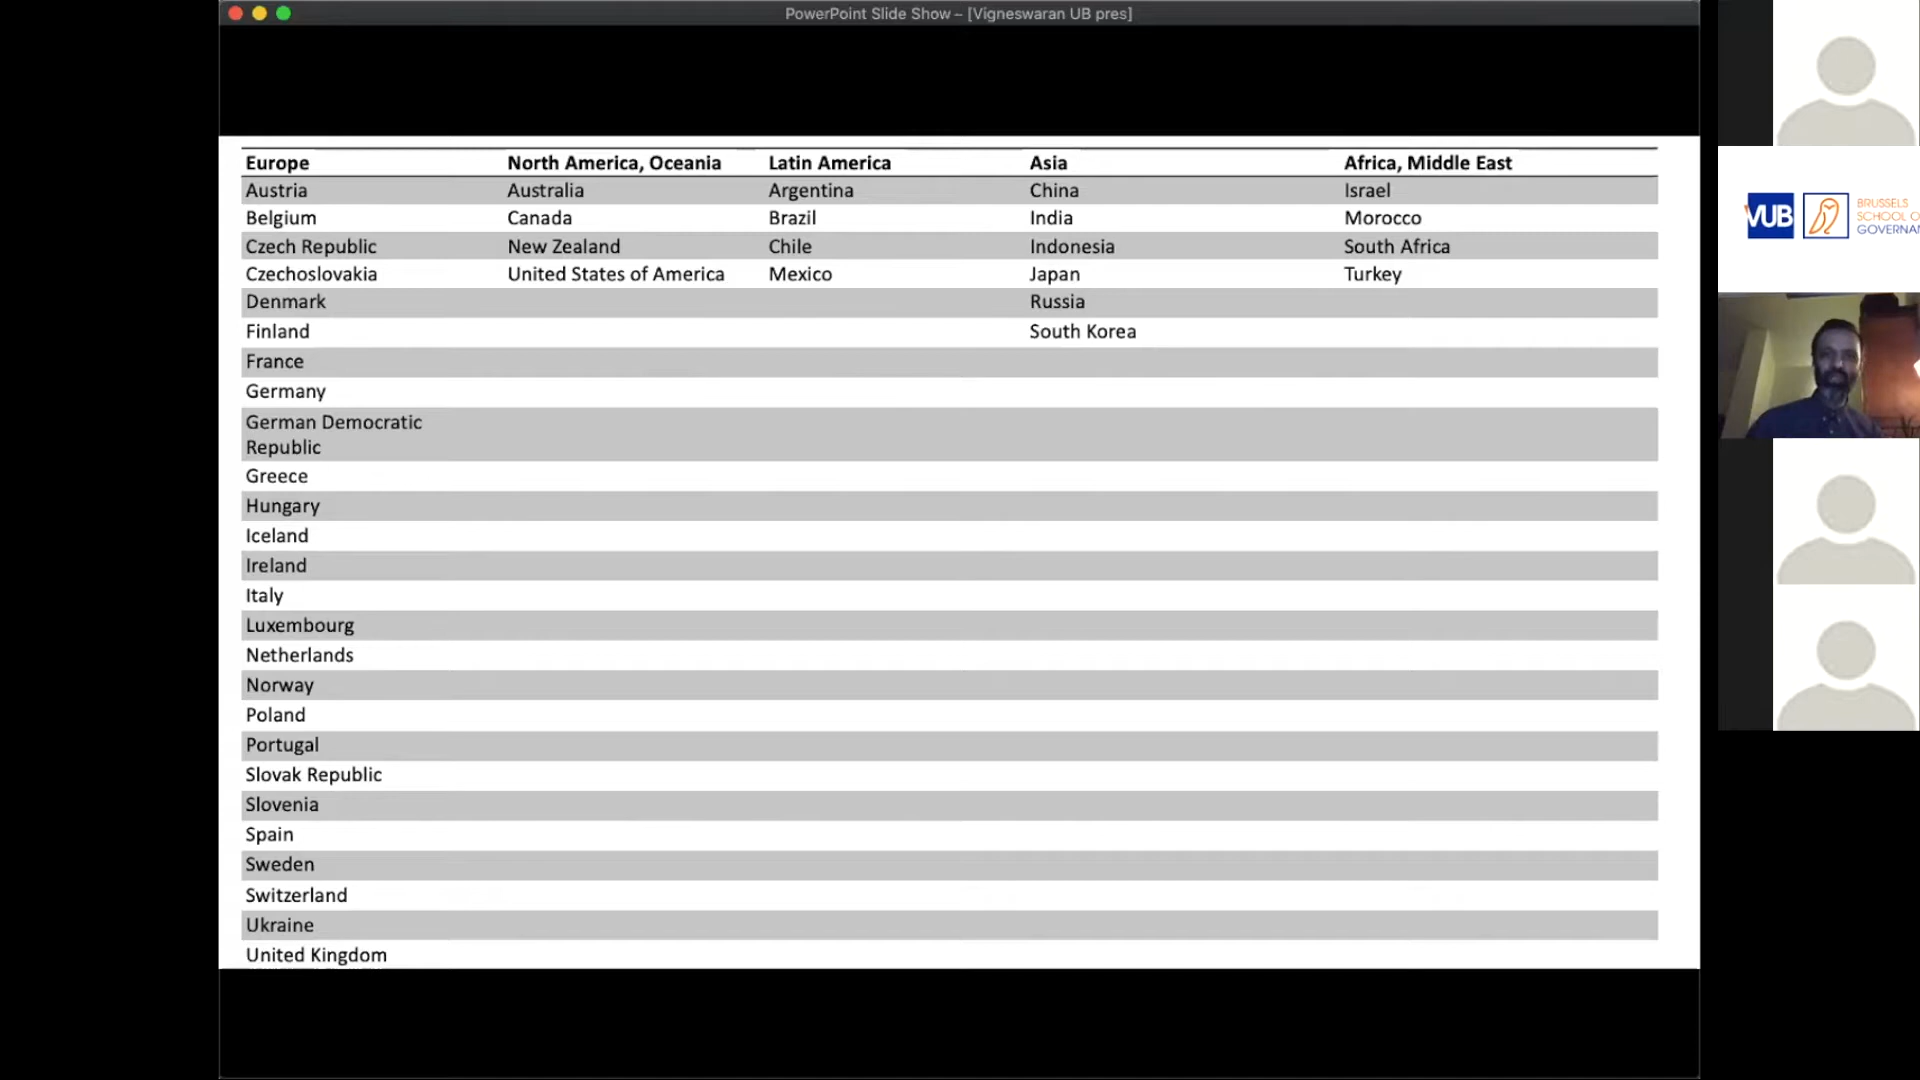 PowerPoint Slide Show – [Vigneswaran UB pres]
Europe North America, Oceania Latin America Asia Africa, Middle East
Austria Australia Argentina China Israel
Belgium Canada Brazil India Morocco
Czech Republic New Zealand Chile Indonesia South Africa
Czechoslovakia United States of America Mexico Japan Turkey
Denmark Russia
Finland South Korea
France
Germany
German Democratic
Republic
Greece
Hungary
Iceland
Ireland
Italy
Luxembourg
Netherlands
Norway
Poland
Portugal
Slovak Republic
Slovenia
Spain
Sweden
Switzerland
Ukraine
United Kingdom
VUB
BRUSSELS
SCHOOL O
GOVERNA